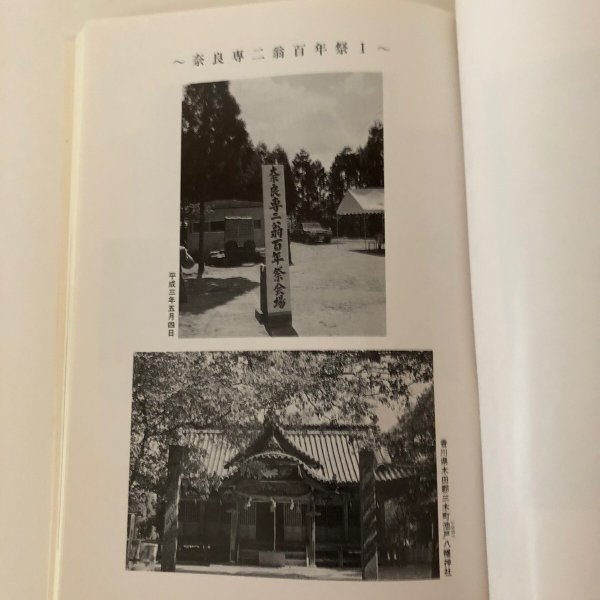 ～奈良専二翁百年祭Ⅰ～
奈良専二翁百年祭会場
平成三年五月四日
香川県木田郡三木町池戸八幡神社